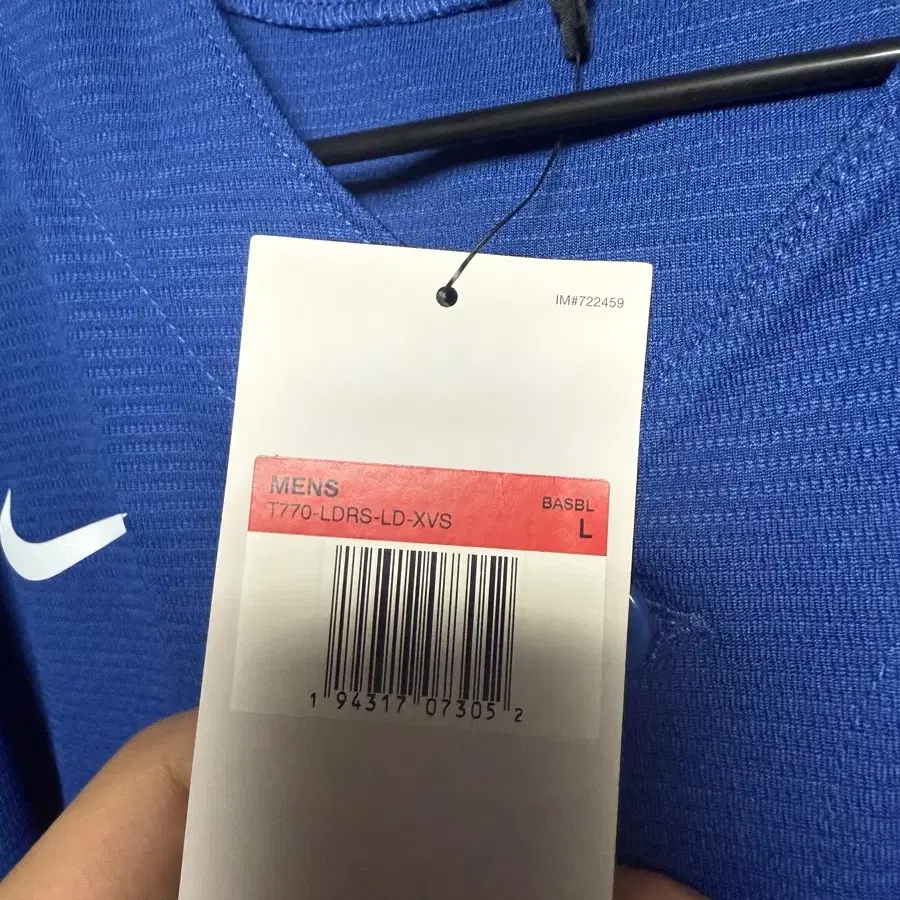 IM#722459
MENS
T770-LDRS-LD-XVS
BASBL
L
1 94317 07305 2